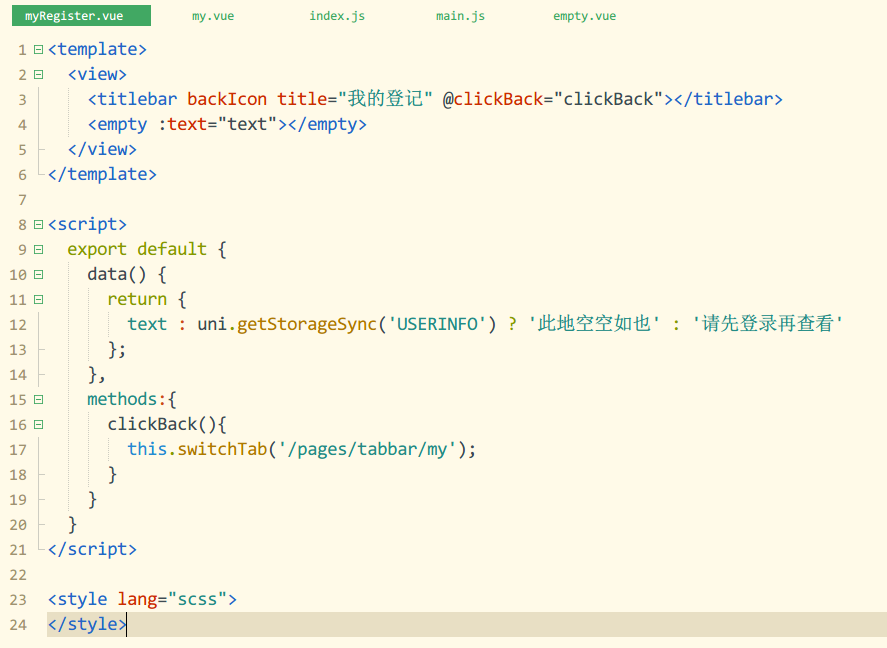 myRegister.vue my.vue index.js main.js empty.vue
1 <template>
2 <view>
3 <titlebar backIcon title="我的登记" @clickBack="clickBack"></titlebar>
4 <empty :text="text"></empty>
5 </view>
6 </template>
7
8 <script>
9 export default {
10 data() {
11 return {
12 text : uni.getStorageSync('USERINFO') ? '此地空空如也' : '请先登录再查看'
13 };
14 },
15 methods:{
16 clickBack(){
17 this.switchTab('/pages/tabbar/my');
18 }
19 }
20 }
21 </script>
22
23 <style lang="scss">
24 </style>